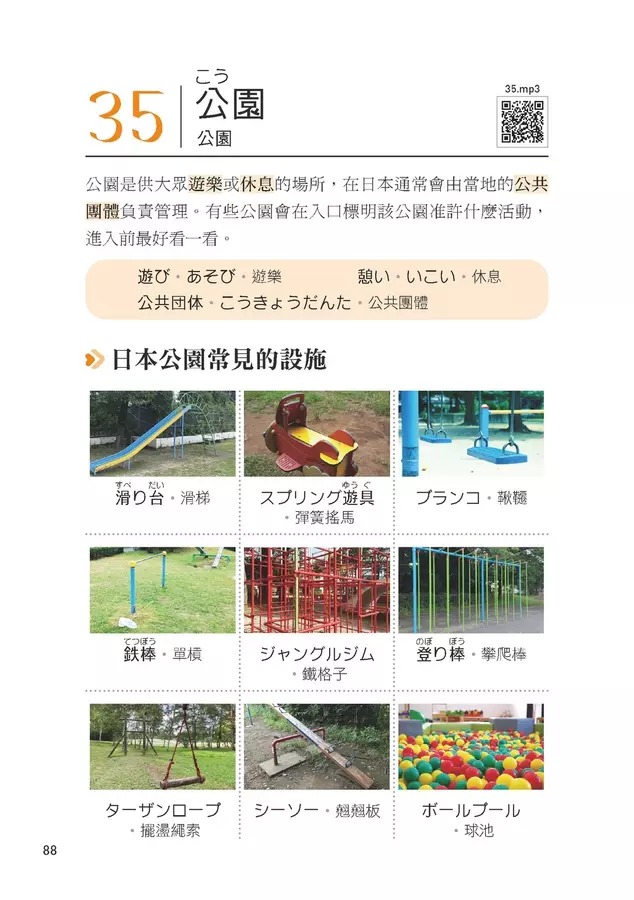 35
こう
公園
公園
35.mp3
公園是供大眾遊樂或休息的場所，在日本通常會由當地的公共
團體負責管理。有些公園會在入口標明該公園准許什麼活動，
進入前最好看一看。
遊び・あそび・遊樂 憩い・いこい・休息
公共団体・こうきょうだんた・公共團體
日本公園常見的設施
すべ だい
滑り台・滑梯
ゆうぐ
スプリング遊具
・彈簧搖馬
ブランコ・鞦韆
てつぼう
鉄棒・單槓
ジャングルジム
・鐵格子
のぼ ぼう
登り棒・攀爬棒
ターザンロープ
・擺盪繩索
シーソー・翹翹板
ボールプール
・球池
88